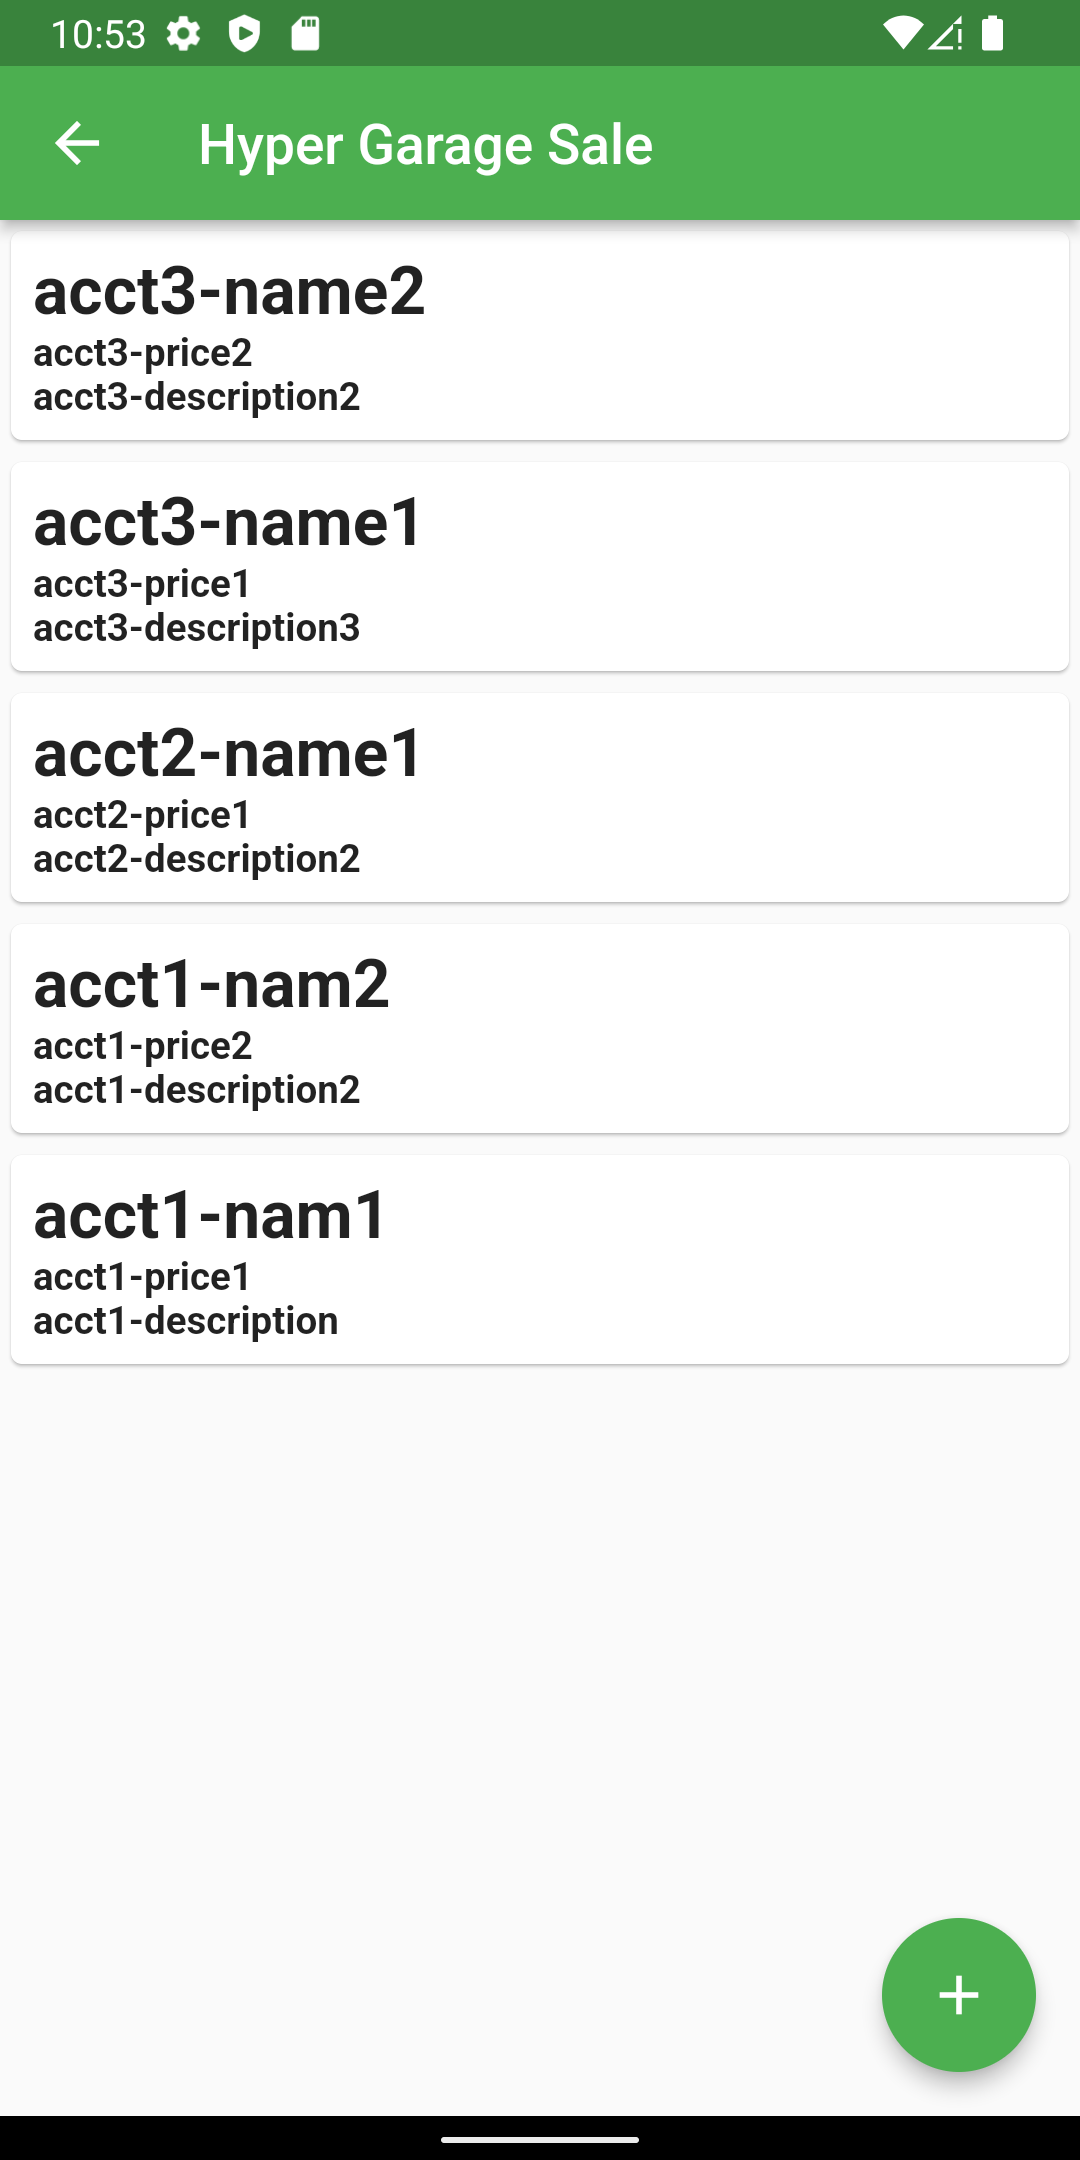 10:53
Hyper Garage Sale
acct3-name2
acct3-price2
acct3-description2
acct3-name1
acct3-price1
acct3-description3
acct2-name1
acct2-price1
acct2-description2
acct1-nam2
acct1-price2
acct1-description2
acct1-nam1
acct1-price1
acct1-description